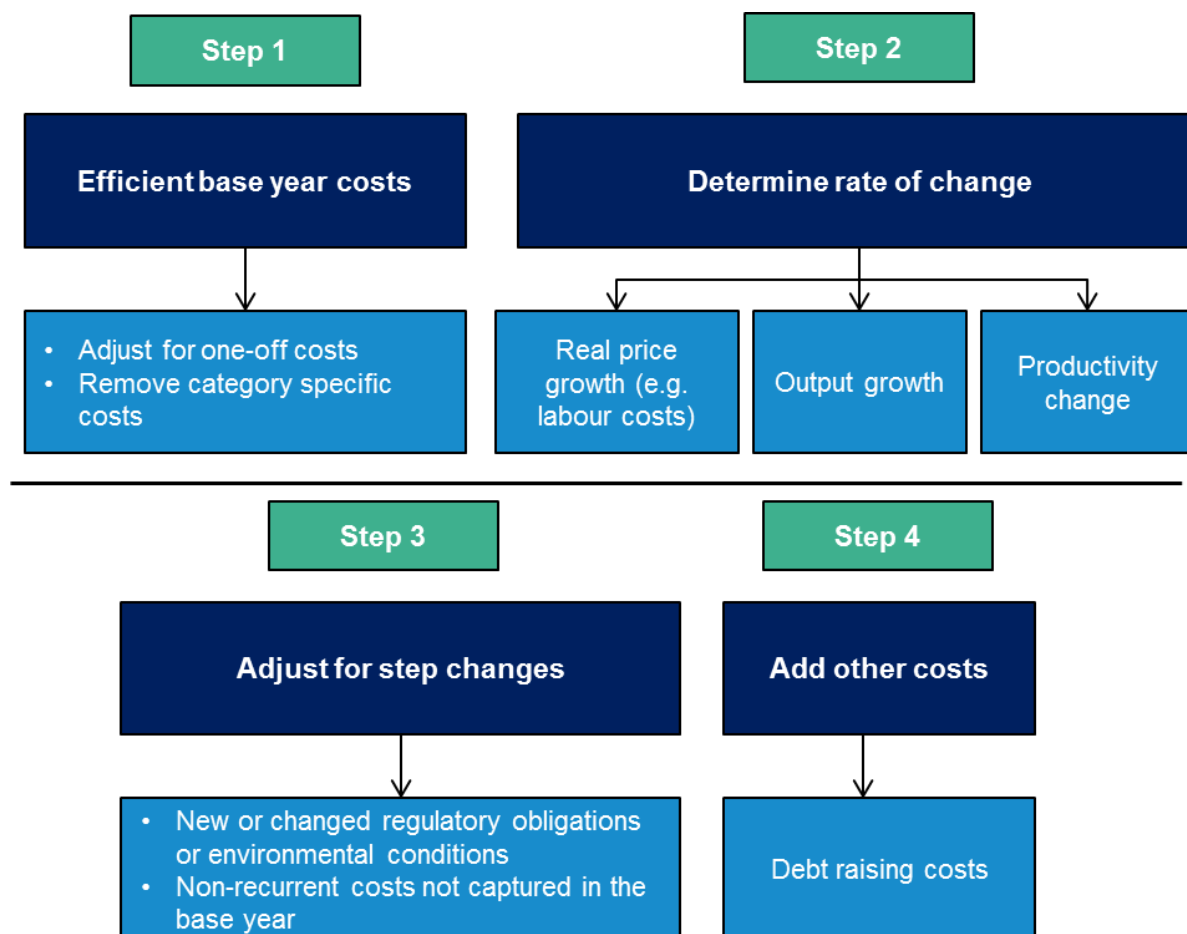 Step 1
Step 2
Efficient base year costs
Determine rate of change
• Adjust for one-off costs
• Remove category specific
costs
Real price
growth (e.g.
labour costs)
Output growth
Productivity
change
Step 3
Step 4
Adjust for step changes
Add other costs
• New or changed regulatory obligations
or environmental conditions
• Non-recurrent costs not captured in the
base year
Debt raising costs